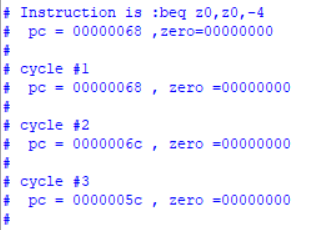 # Instruction is :beq z0,z0,-4
#  pc = 00000068 ,zero=00000000
#
# cycle #1
#  pc = 00000068 , zero =00000000
#
# cycle #2
#  pc = 0000006c , zero =00000000
#
# cycle #3
#  pc = 0000005c , zero =00000000
#